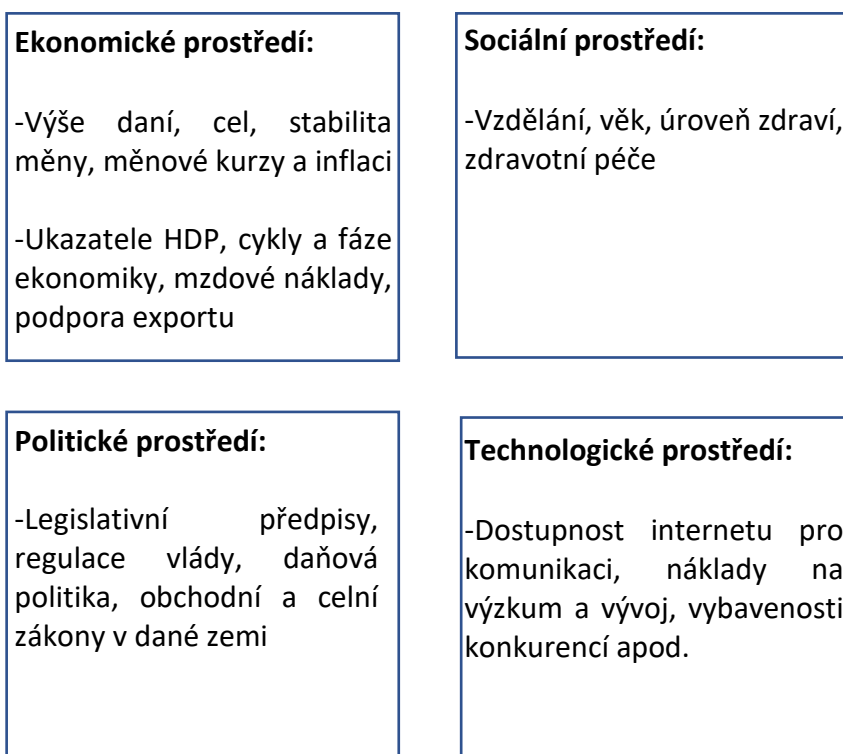 Ekonomické prostředí:
-Výše daní, cel, stabilita
měny, měnové kurzy a inflaci
-Ukazatele HDP, cykly a fáze
ekonomiky, mzdové náklady,
podpora exportu
Sociální prostředí:
-Vzdělání, věk, úroveň zdraví,
zdravotní péče
Politické prostředí:
-Legislativní předpisy,
regulace vlády, daňová
politika, obchodní a celní
zákony v dané zemi
Technologické prostředí:
-Dostupnost internetu pro
komunikaci, náklady na
výzkum a vývoj, vybavenosti
konkurencí apod.